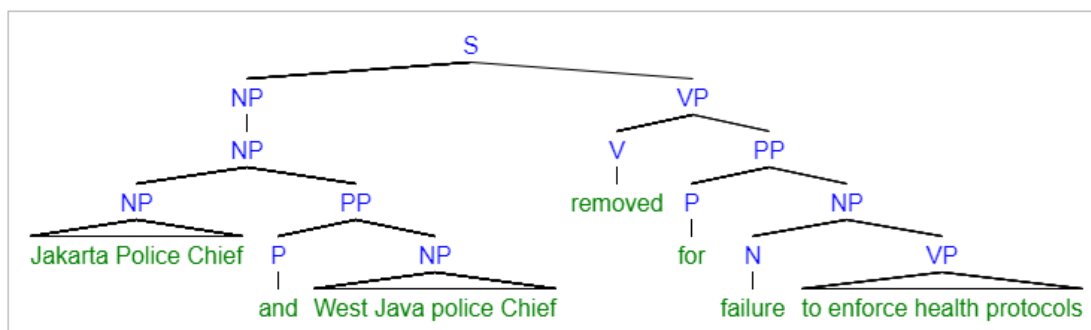 S
NP VP
NP V PP
NP PP removed P NP
Jakarta Police Chief P NP for N VP
and West Java police Chief failure to enforce health protocols